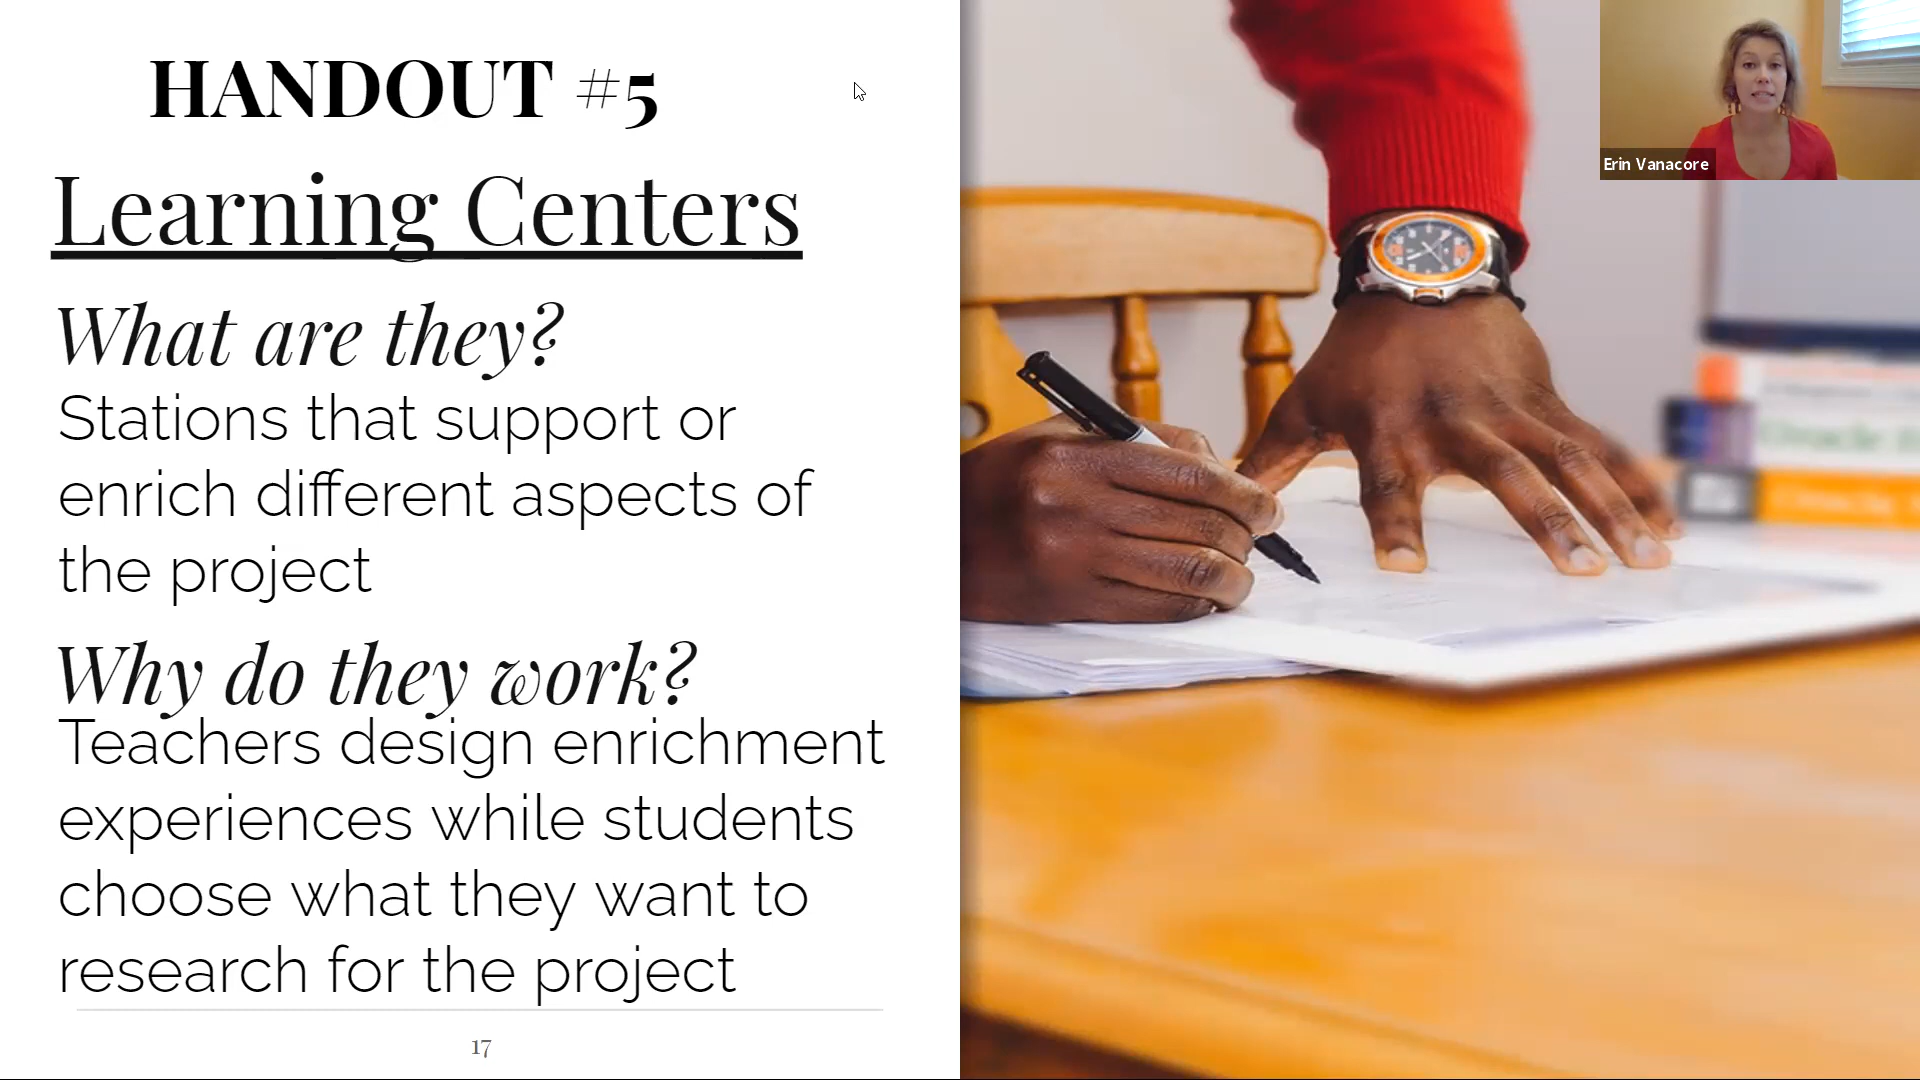 HANDOUT #5
Learning Centers
What are they?
Stations that support or
enrich different aspects of
the project
Why do they work?
Teachers design enrichment
experiences while students
choose what they want to
research for the project
17
Erin Vanacore